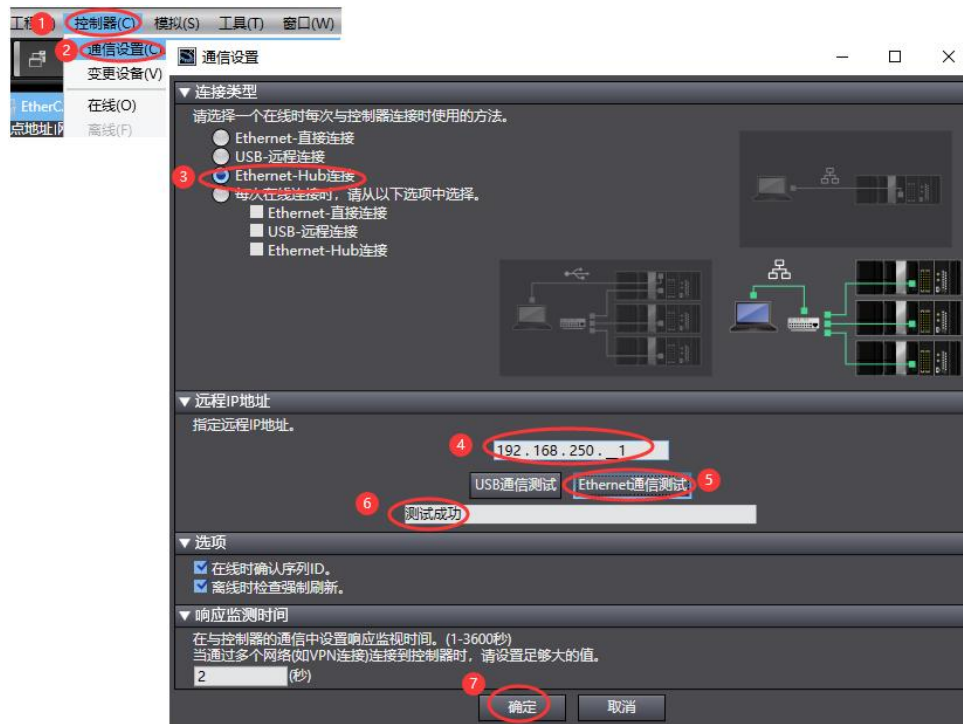 工程 1 控制器(C) 模拟(S) 工具(T) 窗口(W)
2 通信设置(C)
变更设备(V)
EtherC
在线(O)
点地址|网
离线(F)
通信设置
▼ 连接类型
请选择一个在线时每次与控制器连接时使用的方法。
Ethernet-直接连接
USB-远程连接
3 Ethernet-Hub连接
每次在线连接时，请从以下选项中选择。
Ethernet-直接连接
USB-远程连接
Ethernet-Hub连接
▼ 远程IP地址
指定远程IP地址。
4 192.168.250.__1
USB通信测试 Ethernet通信测试 5
6 测试成功
▼ 选项
在线时确认序列ID。
离线时检查强制刷新。
▼ 响应监测时间
在与控制器的通信中设置响应监视时间。(1-3600秒)
当通过多个网络(如VPN连接)连接到控制器时，请设置足够大的值。
2 (秒)
7 确定 取消